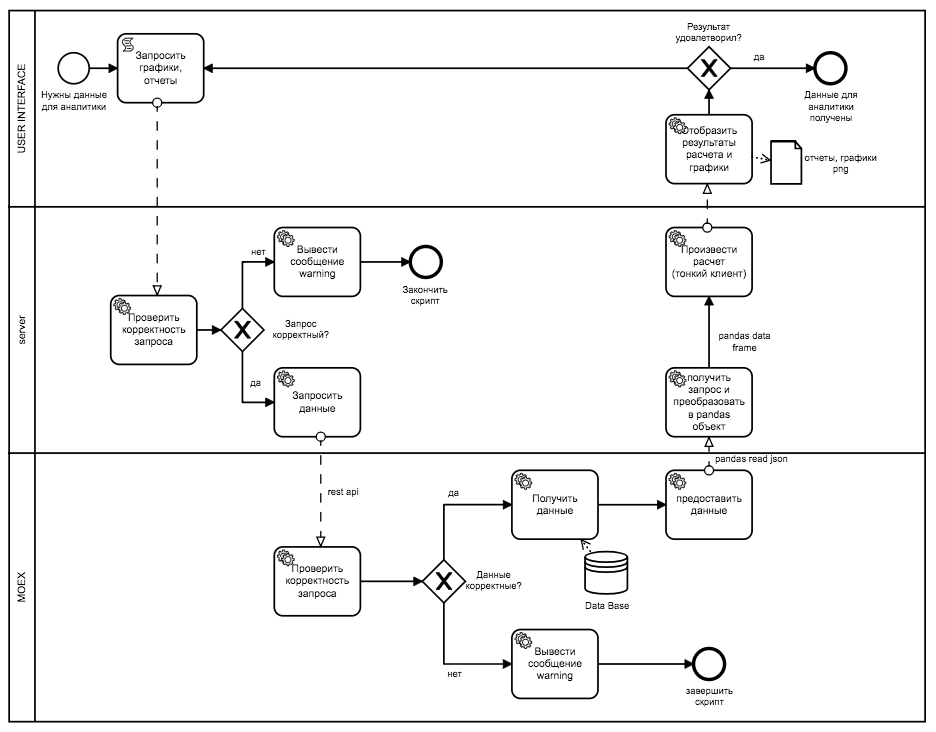 USER INTERFACE
Нужны данные
для аналитики
Запросить
графики,
отчеты
Результат
удовлетворил?
да
Данные для
аналитики
получены
Отобразить
результаты
расчета и
графики
отчеты, графики
png
server
Проверить
корректность
запроса
Запрос
корректный?
нет
Вывести
сообщение
warning
Закончить
скрипт
да
Запросить
данные
Произвести
расчет
(тонкий клиент)
pandas data
frame
получить
запрос и
преобразовать
в pandas
объект
MOEX
pandas read json
rest api
Проверить
корректность
запроса
Данные
корректные?
да
Получить
данные
предоставить
данные
Data Base
нет
Вывести
сообщение
warning
завершить
скрипт